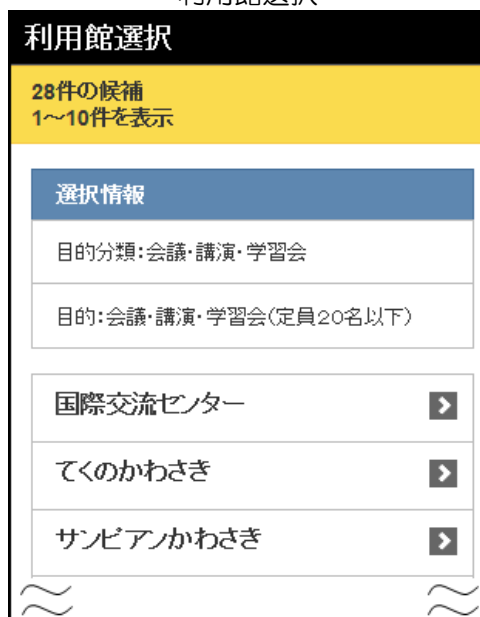 利用館選択
28件の候補
1～10件を表示
選択情報
目的分類：会議・講演・学習会
目的：会議・講演・学習会(定員20名以下)
国際交流センター
てくのかわさき
サンピアンかわさき